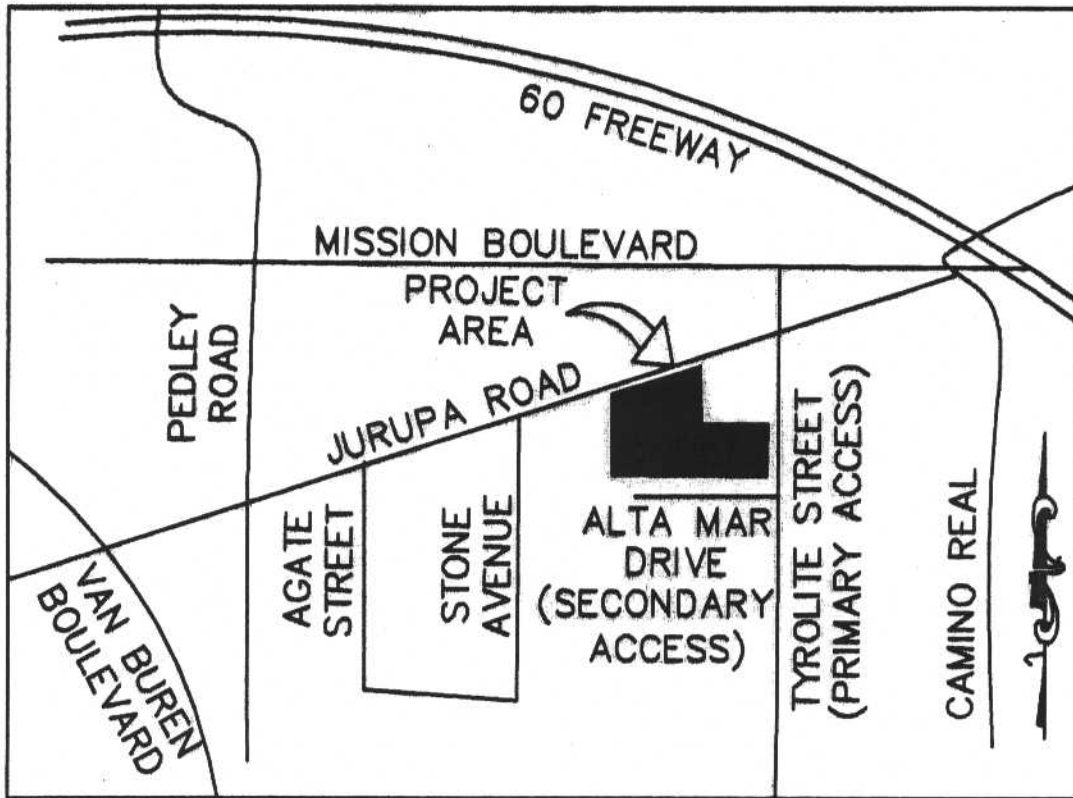 60 FREEWAY
MISSION BOULEVARD
PROJECT
AREA
PEDLEY
ROAD
JURUPA ROAD
AGATE
STREET
STONE
AVENUE
ALTA MAR
DRIVE
(SECONDARY
ACCESS)
TYROLITE STREET
(PRIMARY ACCESS)
CAMINO REAL
VAN BUREN
BOULEVARD